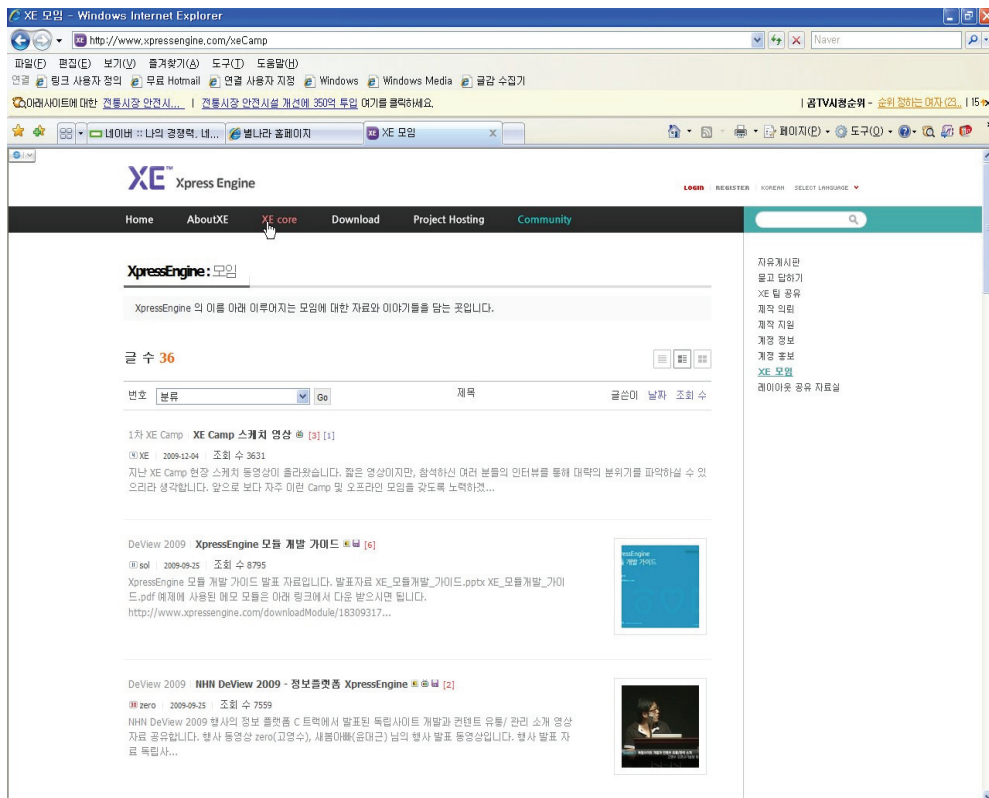 XE 모임 - Windows Internet Explorer
http://www.xpressengine.com/xeCamp
Naver
파일(F) 편집(E) 보기(V) 즐겨찾기(A) 도구(T) 도움말(H)
연결 링크 사용자 정의 무료 Hotmail 연결 사용자 지정 Windows Windows Media 글감 수집기
아래사이트에 대한 전통시장 안전시... | 전통시장 안전시설 개선에 350억 투입 여기를 클릭하세요. | 곰TV시청순위 - 순위 정하는 여자 (23.. | 15
네이버 :: 나의 경쟁력, 네... 별나라 홈페이지 XE 모임 x 페이지(P) 도구(O)
XE™ Xpress Engine
LOGIN REGISTER KOREAN SELECT LANGUAGE
Home AboutXE XE core Download Project Hosting Community
XpressEngine : 모임
XpressEngine 의 이름 아래 이루어지는 모임에 대한 자료와 이야기들을 담는 곳입니다.
글 수 36
번호 분류 Go 제목 글쓴이 날짜 조회 수
1차 XE Camp XE Camp 스케치 영상 [3] [1]
XE 2009-12-04 조회 수 3631
지난 XE Camp 현장 스케치 동영상이 올라왔습니다. 짧은 영상이지만, 참석하신 여러 분들의 인터뷰를 통해 대략의 분위기를 파악하실 수 있
으리라 생각합니다. 앞으로 보다 자주 이런 Camp 및 오프라인 모임을 갖도록 노력하겠...
DeView 2009 XpressEngine 모듈 개발 가이드 [6]
sol 2009-09-25 조회 수 8795
XpressEngine 모듈 개발 가이드 발표 자료입니다. 발표자료 XE_모듈개발_가이드.pptx XE_모듈개발_가이
드.pdf 예제에 사용된 메모 모듈은 아래 링크에서 다운 받으시면 됩니다.
http://www.xpressengine.com/downloadModule/18309317...
essEngine
개발 가이드
DeView 2009 NHN DeView 2009 - 정보플랫폼 XpressEngine [2]
zero 2009-09-25 조회 수 7559
NHN DeView 2009 행사의 정보 플랫폼 C 트랙에서 발표된 독립사이트 개발과 컨텐트 유통/ 관리 소개 영상
자료 공유합니다. 행사 동영상 zero(고영수), 새봄아빠(윤대근) 님의 행사 발표 동영상입니다. 행사 발표 자
료 독립사...
자유게시판
묻고 답하기
XE 팁 공유
제작 의뢰
제작 지원
계정 정보
계정 홍보
XE 모임
레이아웃 공유 자료실